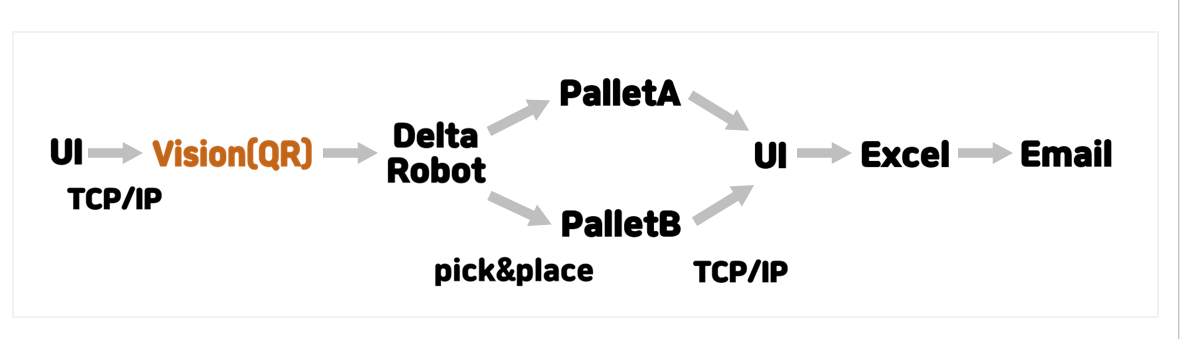 UI
TCP/IP
Vision(QR)
Delta
Robot
PalletA
PalletB
pick&place
TCP/IP
UI
Excel
Email